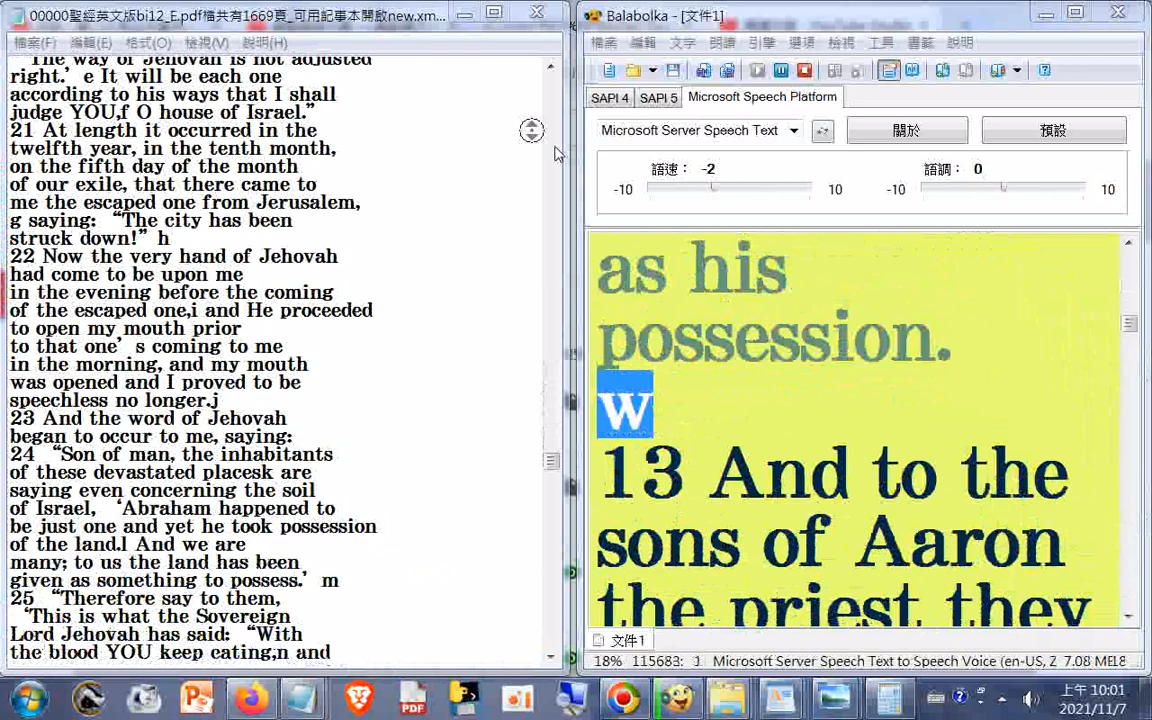 00000聖經英文版bi12_E.pdf檔共有1669頁_可用記事本開啟new.xm...
檔案(F) 編輯(E) 格式(O) 檢視(V) 說明(H)
"The way of Jehovah is not adjusted
right.' e It will be each one
according to his ways that I shall
judge YOU,f O house of Israel."
21 At length it occurred in the
twelfth year, in the tenth month,
on the fifth day of the month
of our exile, that there came to
me the escaped one from Jerusalem,
g saying: “The city has been
struck down!” h
22 Now the very hand of Jehovah
had come to be upon me
in the evening before the coming
of the escaped one,i and He proceeded
to open my mouth prior
to that one’s coming to me
in the morning, and my mouth
was opened and I proved to be
speechless no longer.j
23 And the word of Jehovah
began to occur to me, saying:
24 “Son of man, the inhabitants
of these devastated placesk are
saying even concerning the soil
of Israel, ‘Abraham happened to
be just one and yet he took possession
of the land.l And we are
many; to us the land has been
given as something to possess.’ m
25 “Therefore say to them,
‘This is what the Sovereign
Lord Jehovah has said: “With
the blood YOU keep eating,n and
Balabolka - [文件1]
檔案 編輯 文字 朗讀 引擎 選項 檢視 工具 書籤 說明
SAPI 4 SAPI 5 Microsoft Speech Platform
Microsoft Server Speech Text 關於 預設
語速: -2 語調: 0
-10 10 -10 10
as his
possession.
w
13 And to the
sons of Aaron
the priest they
文件1
18% 115683: 1 Microsoft Server Speech Text to Speech Voice (en-US, Z 7.08 MEL8
PDF
上午 10:01
2021/11/7